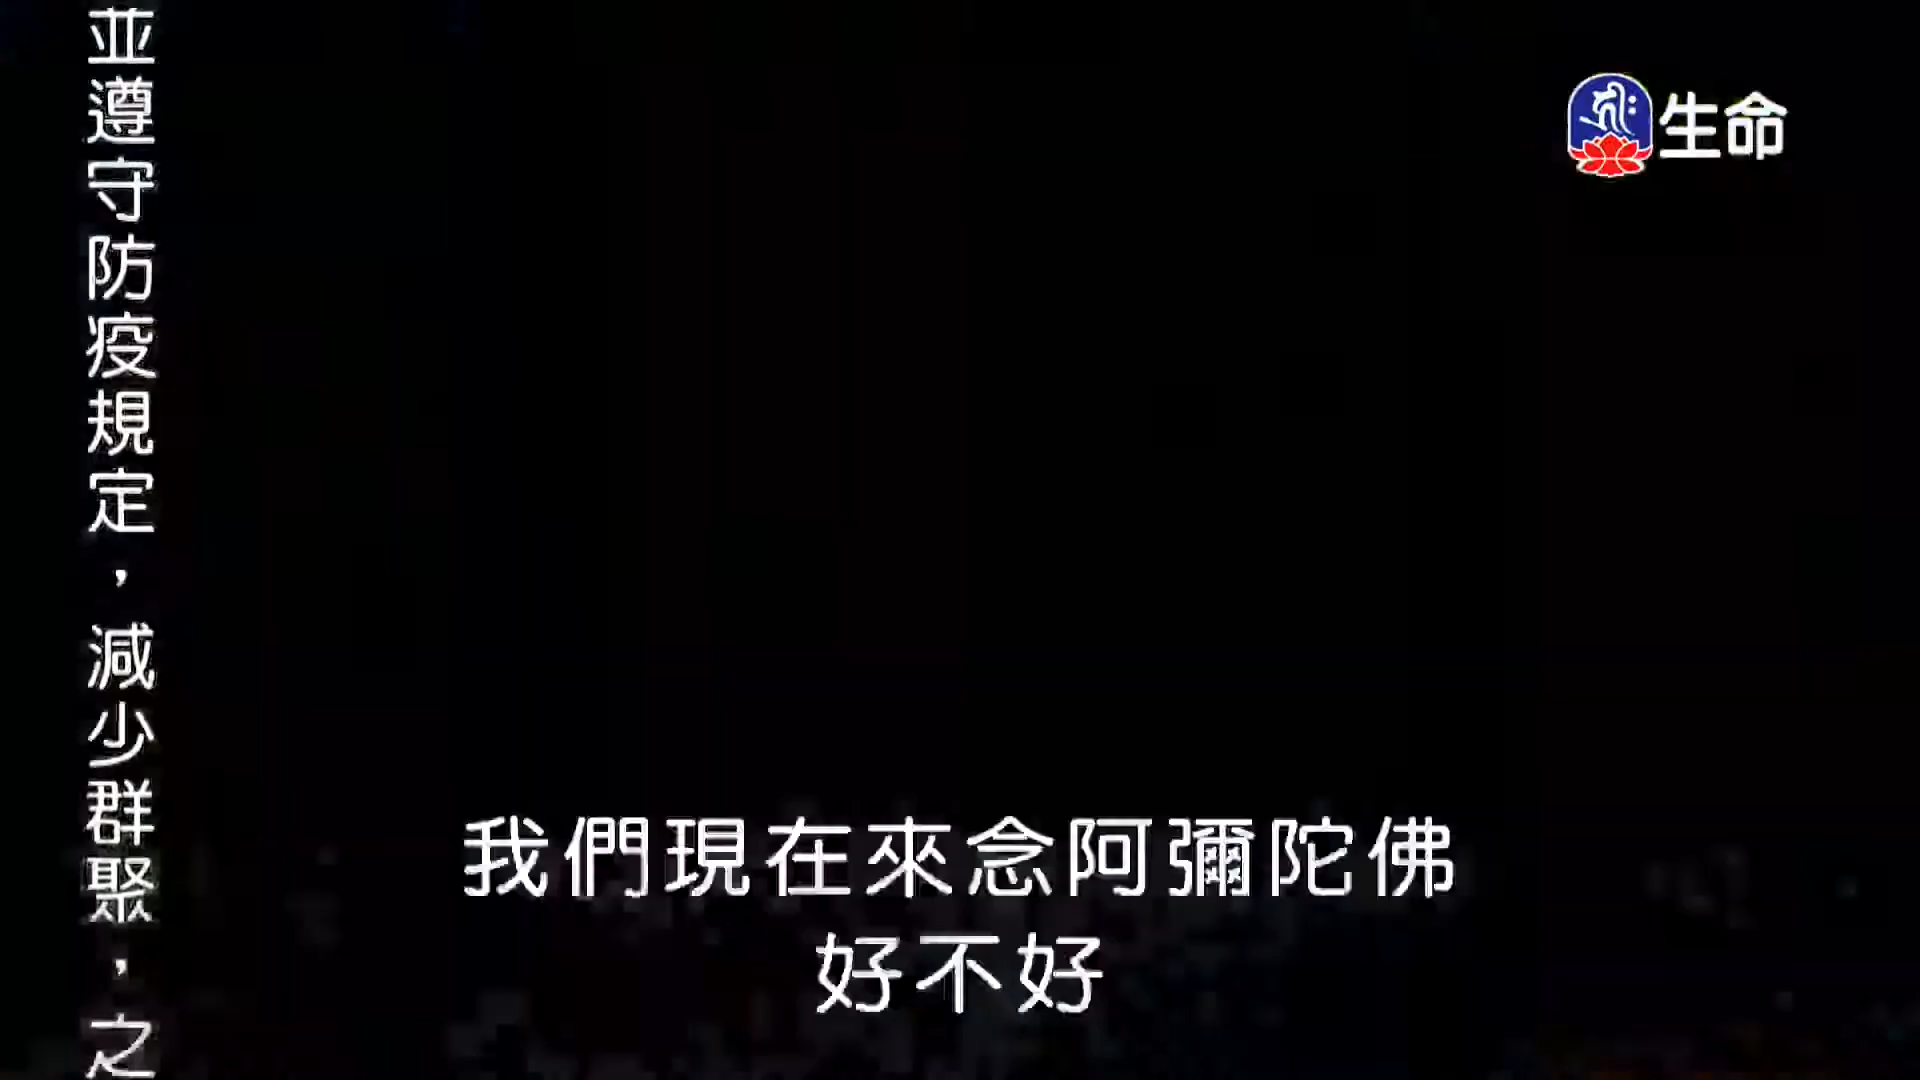 並遵守防疫規定，減少群聚，之
生命
我們現在來念阿彌陀佛
好不好